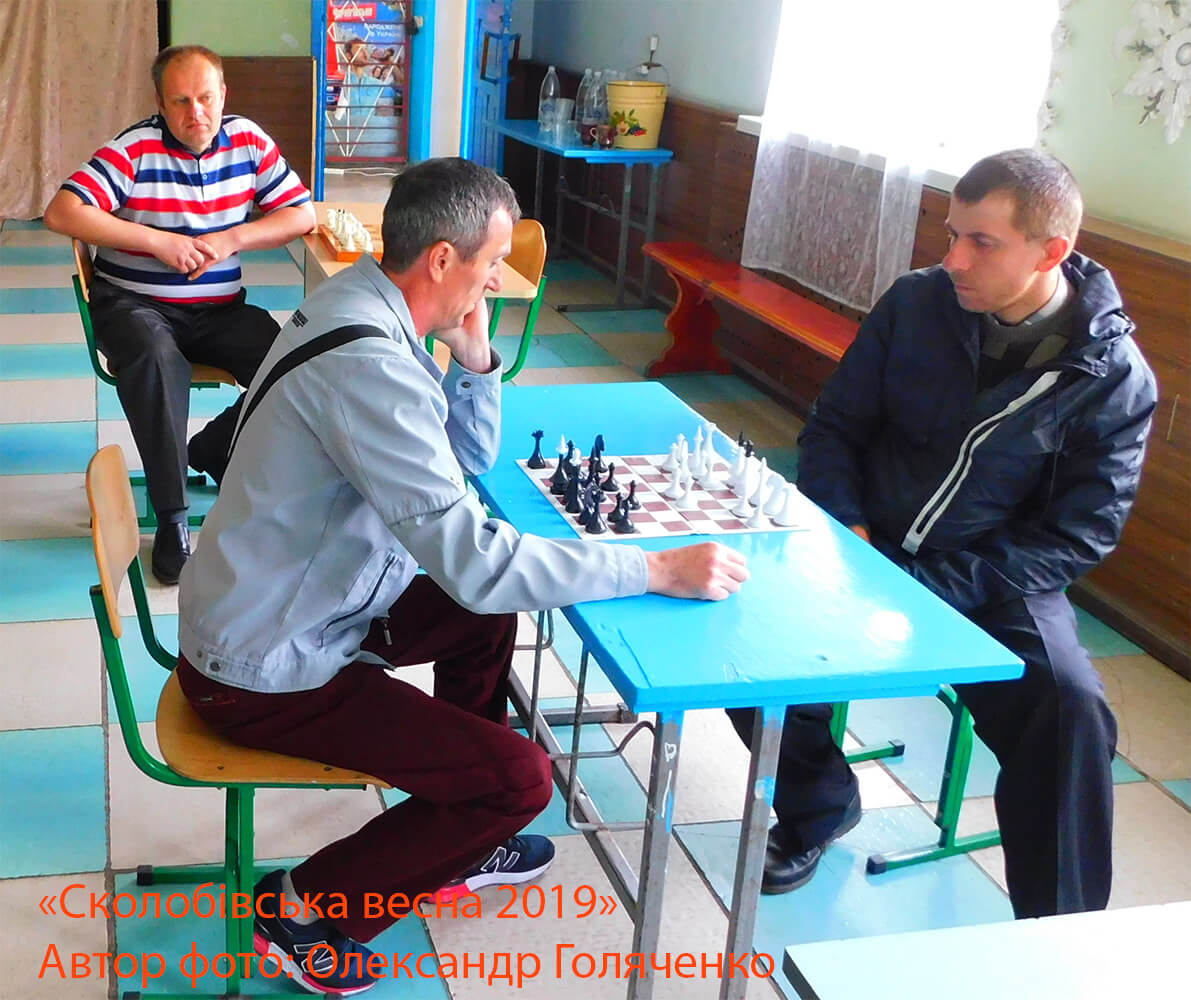 «Сколобівська весна 2019»
Автор фото: Олександр Голяченко